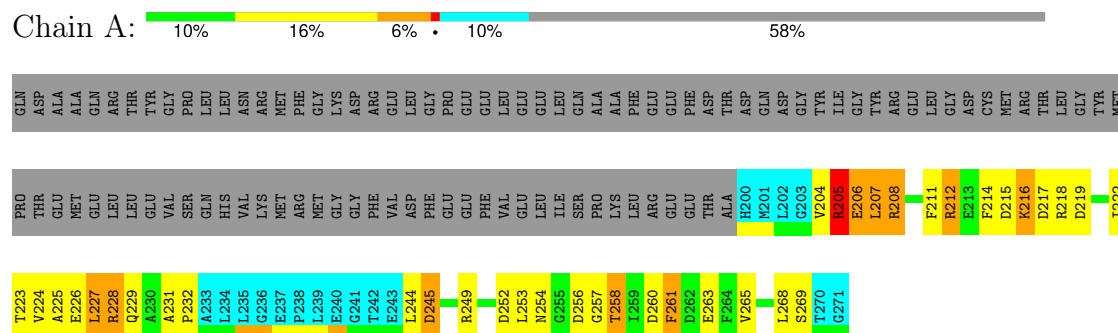 Chain A:
10% 16% 6% • 10% 58%
GLN ASP ALA ALA GLN ARG THR TYR GLY PRO LEU LEU ASN ARG MET PHE GLY LYS ASP ARG GLU LEU GLY PRO GLU GLU LEU GLU GLU LEU GLN ALA ALA PHE GLU GLU PHE ASP THR ASP GLN ASP GLY TYR ILE GLY TYR ARG GLU LEU GLY ASP CYS MET ARG THR LEU GLY TYR MET
PRO THR GLU MET GLU LEU LEU GLU VAL SER GLN HIS VAL LYS MET ARG MET GLY GLY PHE VAL ASP PHE GLU GLU PHE VAL GLU LEU ILE SER PRO LYS LEU ARG GLU GLU THR ALA H200 M201 L202 G203 V204 R205 E206 L207 R208 F211 R212 E213 F214 D215 K216 D217 R218 D219 I222
T223 V224 A225 E226 L227 R228 Q229 A230 A231 P232 A233 L234 L235 G236 E237 P238 L239 E240 G241 T242 E243 L244 D245 R249 D252 L253 N254 G255 D256 G257 T258 I259 D260 F261 D262 E263 F264 V265 L268 S269 T270 G271